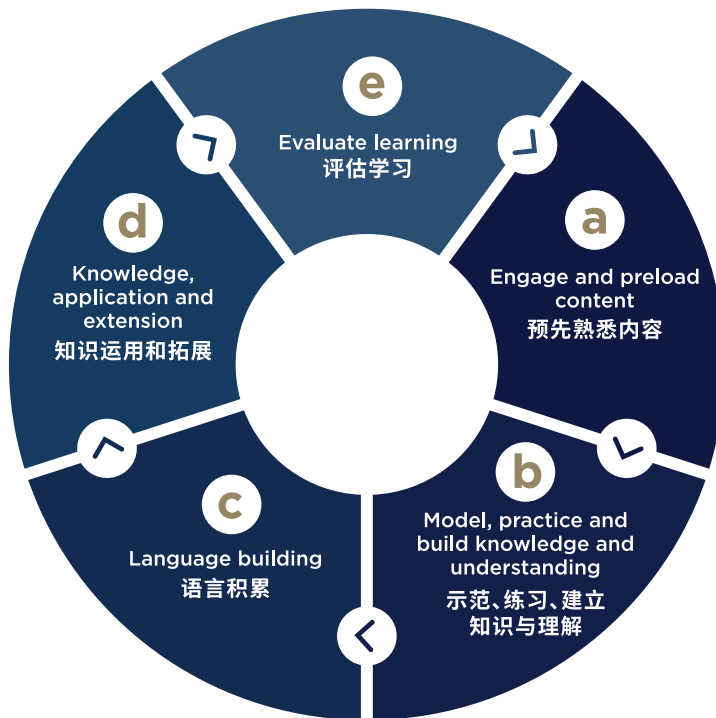 e
Evaluate learning
评估学习
a
Engage and preload
content
预先熟悉内容
b
Model, practice and
build knowledge and
understanding
示范、练习、建立
知识与理解
c
Language building
语言积累
d
Knowledge,
application and
extension
知识运用和拓展